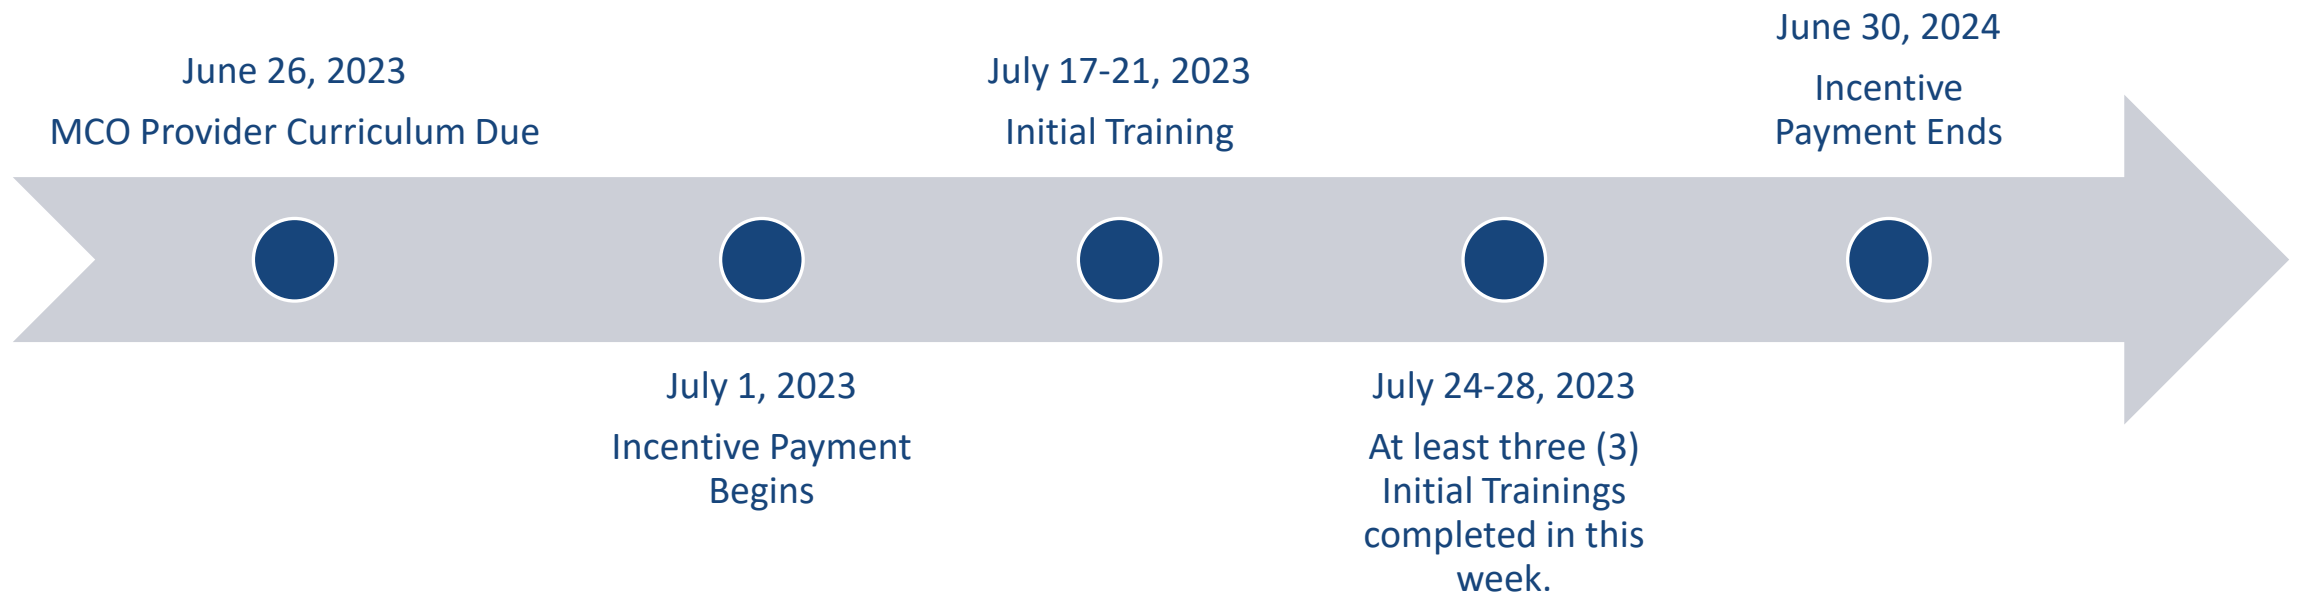 June 26, 2023
MCO Provider Curriculum Due
July 1, 2023
Incentive Payment
Begins
July 17-21, 2023
Initial Training
July 24-28, 2023
At least three (3)
Initial Trainings
completed in this
week.
June 30, 2024
Incentive
Payment Ends